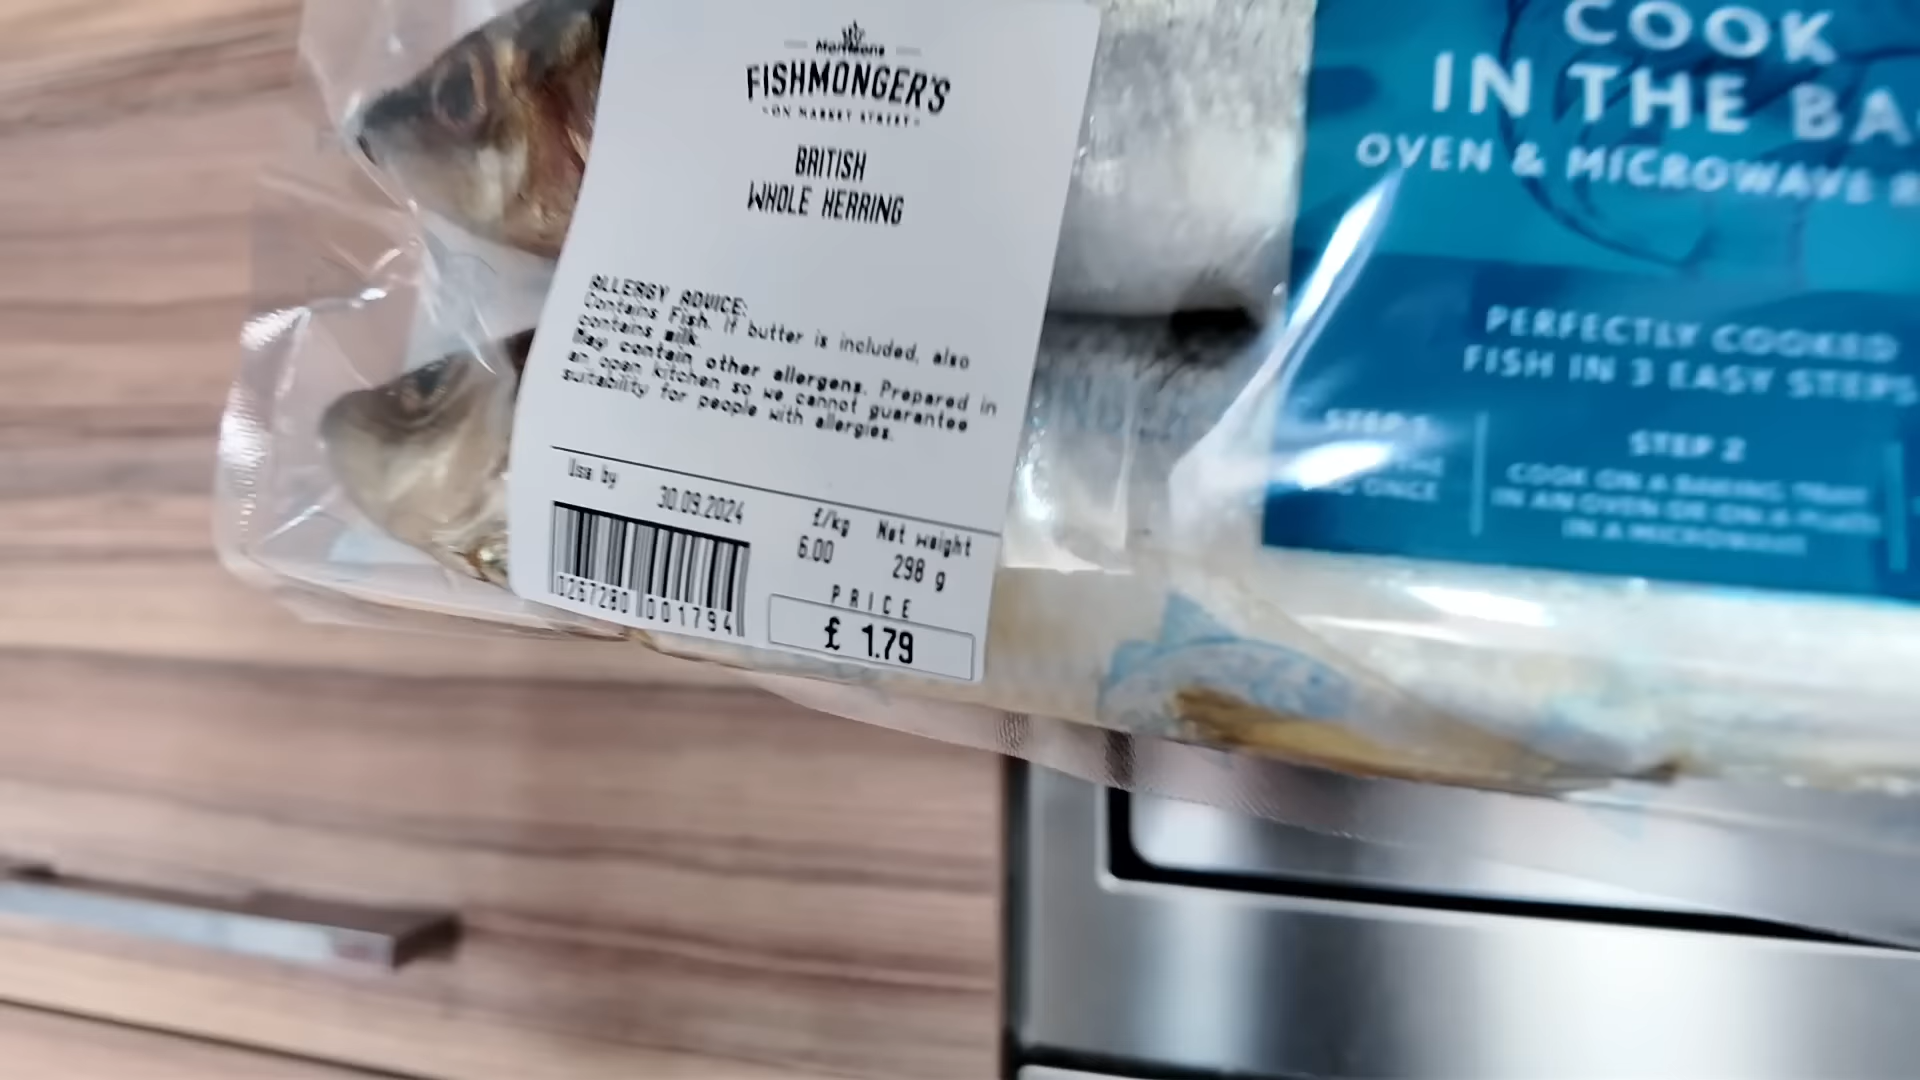 Morrisons
FISHMONGER'S
ON MARKET STREET
BRITISH
WHOLE HERRING
ALLERGY ADVICE:
Contains Fish. If butter is included, also
contains milk.
May contain other allergens. Prepared in
an open kitchen so we cannot guarantee
suitability for people with allergies.
Use by 30.09.2024
£/kg Net weight
6.00 298 g
PRICE
£ 1.79
0267280 001794
COOK
IN THE BA
OVEN & MICROWAVE
PERFECTLY COOKED
FISH IN 3 EASY STEPS
STEP 1
ONCE
STEP 2
COOK ON A BAKING TRAY
IN AN OVEN OR ON A PLATE
IN A MICROWAVE